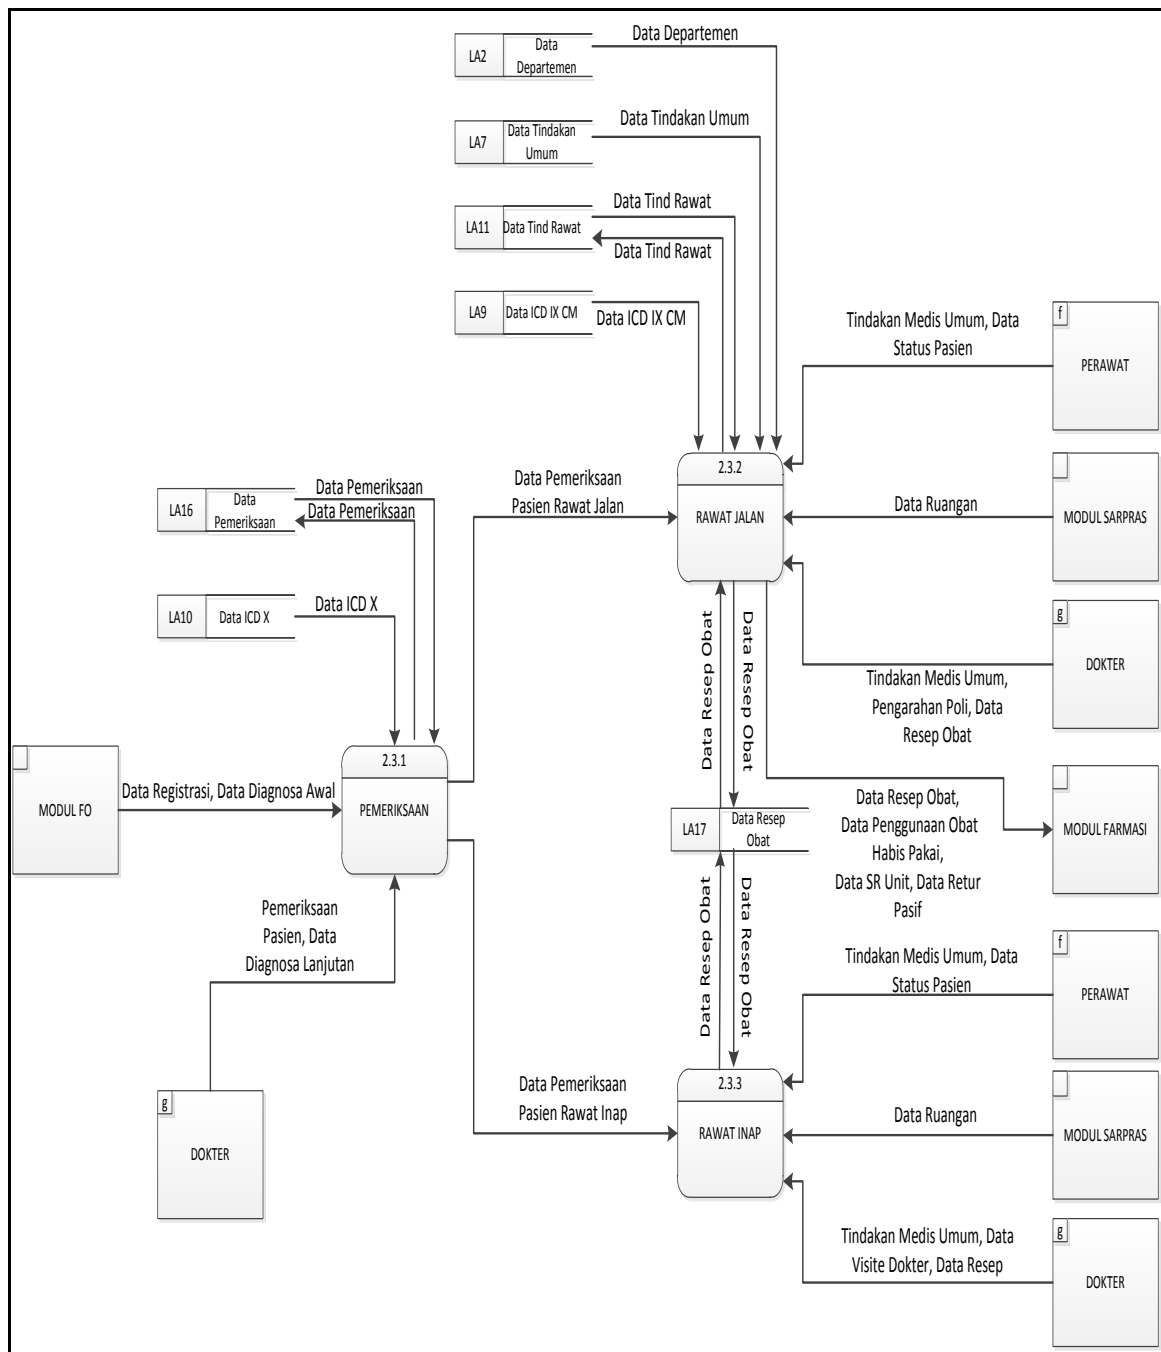 Data Departemen
LA2
Data
Departemen
Data Tindakan Umum
LA7
Data Tindakan
Umum
Data Tind Rawat
LA11
Data Tind Rawat
Data Tind Rawat
LA9
Data ICD IX CM
Data ICD IX CM
Tindakan Medis Umum, Data
Status Pasien
f
PERAWAT
2.3.2
RAWAT JALAN
Data Pemeriksaan
Pasien Rawat Jalan
Data Ruangan
MODUL SARPRAS
LA16
Data
Pemeriksaan
Data Pemeriksaan
Data Pemeriksaan
LA10
Data ICD X
Data ICD X
g
DOKTER
Tindakan Medis Umum,
Pengarahan Poli, Data
Resep Obat
Data Resep Obat
Data Resep Obat
MODUL FO
Data Registrasi, Data Diagnosa Awal
2.3.1
PEMERIKSAAN
LA17
Data Resep
Obat
Data Resep Obat,
Data Penggunaan Obat
Habis Pakai,
Data SR Unit, Data Retur
Pasif
MODUL FARMASI
Pemeriksaan
Pasien, Data
Diagnosa Lanjutan
Data Resep Obat
Data Resep Obat
Tindakan Medis Umum, Data
Status Pasien
f
PERAWAT
g
DOKTER
Data Pemeriksaan
Pasien Rawat Inap
2.3.3
RAWAT INAP
Data Ruangan
MODUL SARPRAS
Tindakan Medis Umum, Data
Visite Dokter, Data Resep
g
DOKTER